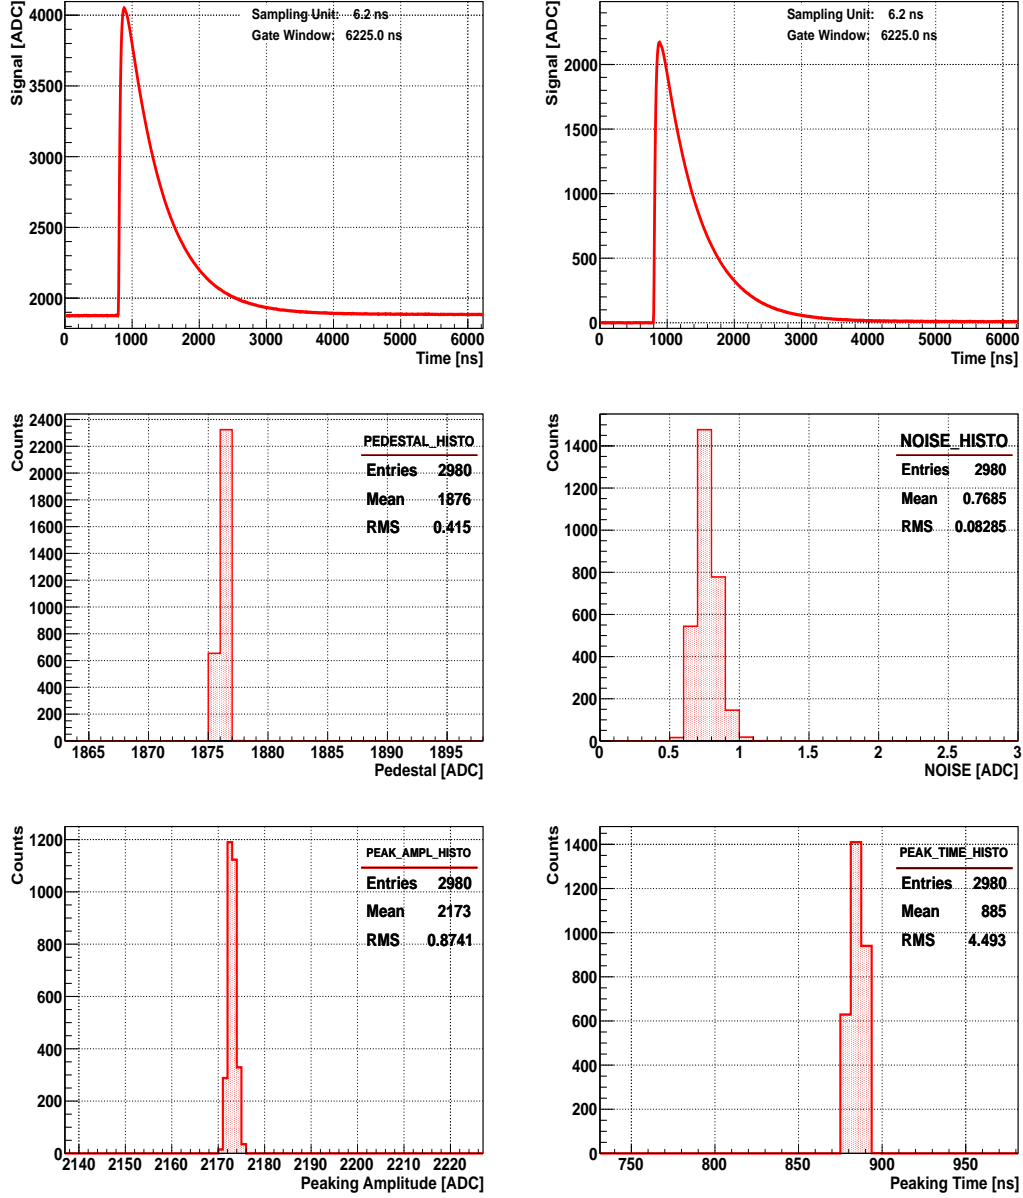 Signal [ADC]
Sampling Unit: 6.2 ns
Gate Window: 6225.0 ns
4000
3500
3000
2500
2000
0 1000 2000 3000 4000 5000 6000
Time [ns]
Signal [ADC]
Sampling Unit: 6.2 ns
Gate Window: 6225.0 ns
2000
1500
1000
500
0
0 1000 2000 3000 4000 5000 6000
Time [ns]
Counts
2400
2200
2000
1800
1600
1400
1200
1000
800
600
400
200
0
PEDESTAL_HISTO
Entries 2980
Mean 1876
RMS 0.415
1865 1870 1875 1880 1885 1890 1895
Pedestal [ADC]
Counts
1400
1200
1000
800
600
400
200
0
NOISE_HISTO
Entries 2980
Mean 0.7685
RMS 0.08285
0 0.5 1 1.5 2 2.5 3
NOISE [ADC]
Counts
1200
1000
800
600
400
200
0
PEAK_AMPL_HISTO
Entries 2980
Mean 2173
RMS 0.8741
2140 2150 2160 2170 2180 2190 2200 2210 2220
Peaking Amplitude [ADC]
Counts
1400
1200
1000
800
600
400
200
0
PEAK_TIME_HISTO
Entries 2980
Mean 885
RMS 4.493
750 800 850 900 950
Peaking Time [ns]